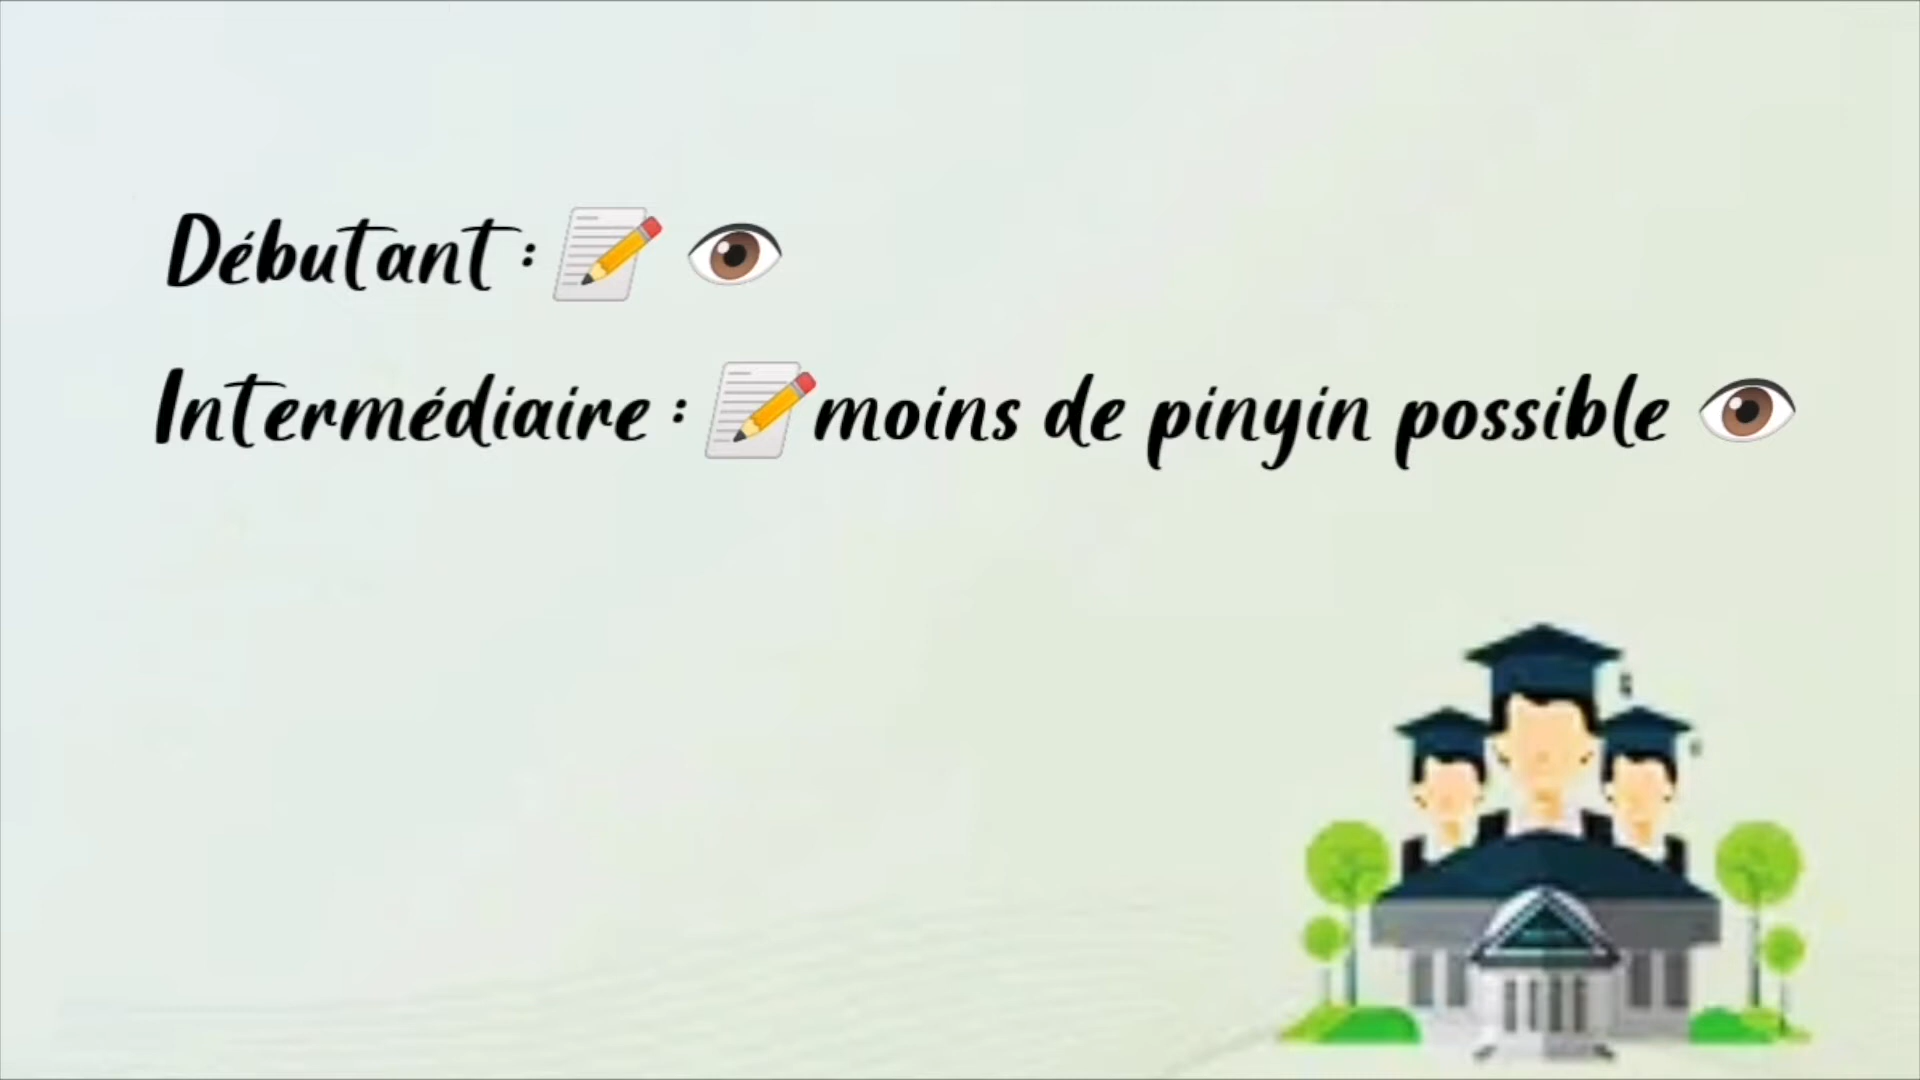 Débutant : 📝 👁️
Intermédiaire : 📝 moins de pinyin possible 👁️